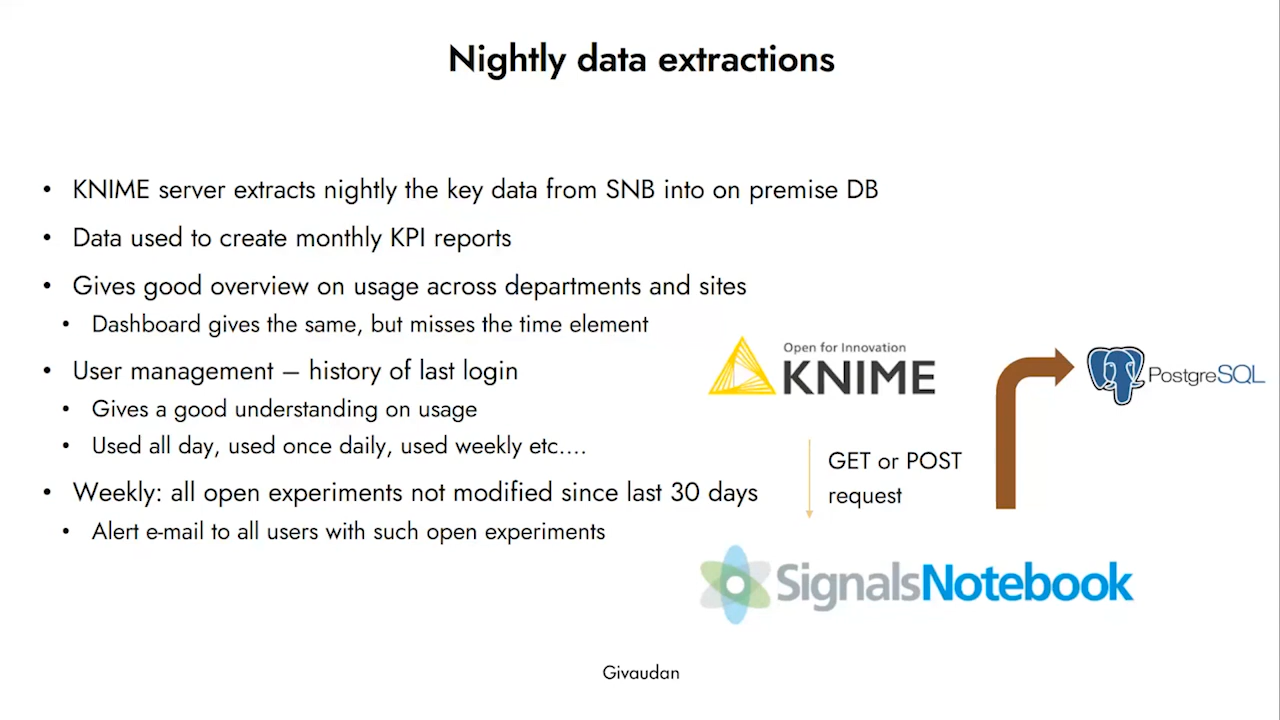 Nightly data extractions
• KNIME server extracts nightly the key data from SNB into on premise DB
• Data used to create monthly KPI reports
• Gives good overview on usage across departments and sites
• Dashboard gives the same, but misses the time element
• User management – history of last login
• Gives a good understanding on usage
• Used all day, used once daily, used weekly etc....
• Weekly: all open experiments not modified since last 30 days
• Alert e-mail to all users with such open experiments
Open for Innovation
KNIME
PostgreSQL
GET or POST
request
SignalsNotebook
Givaudan